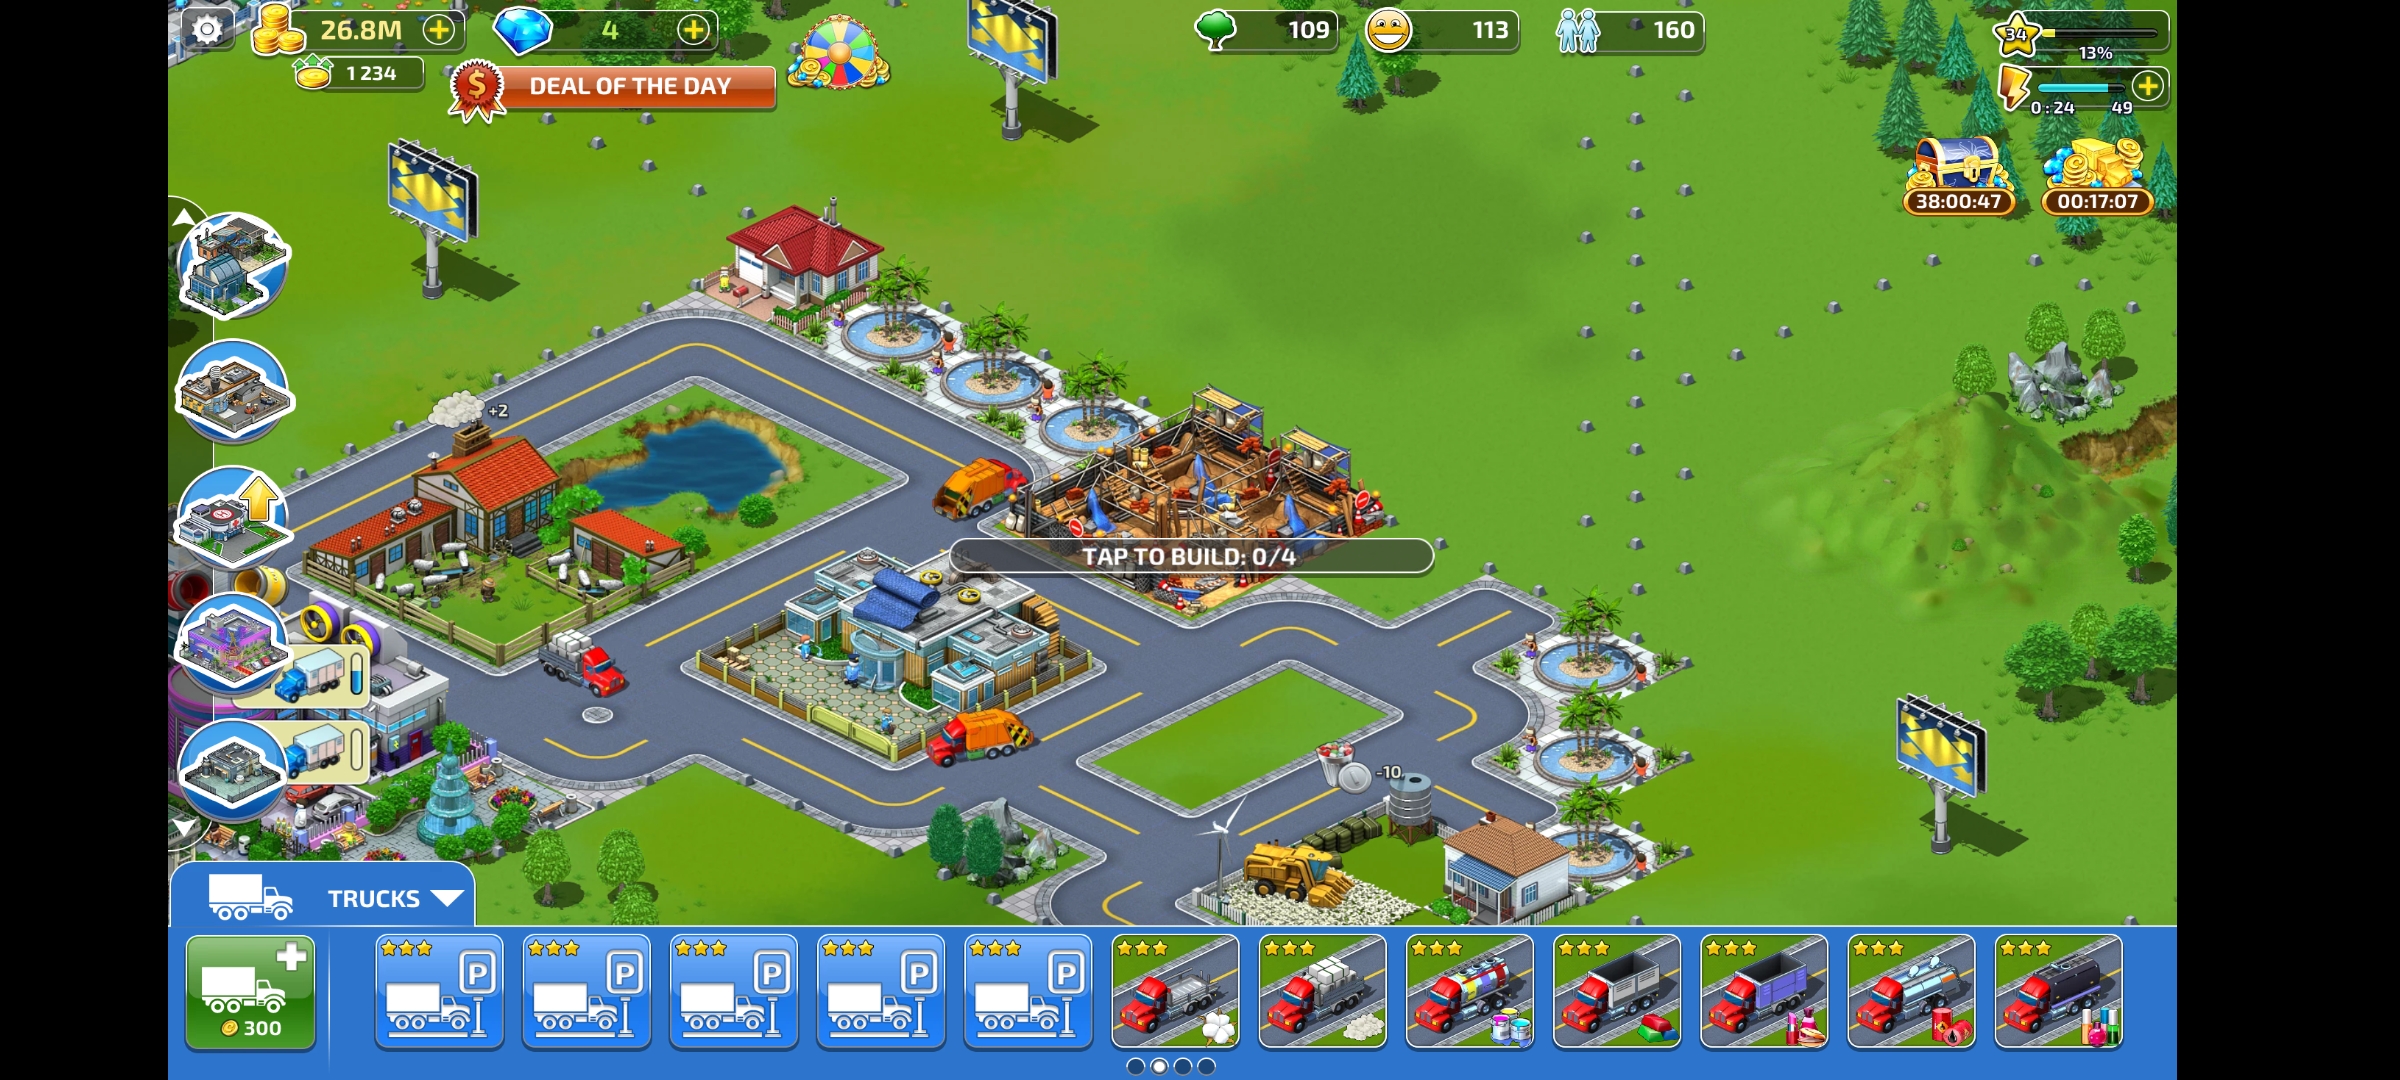 26.8M
4
109
113
160
34
13%
1 234
DEAL OF THE DAY
0:24
49
38:00:47
00:17:07
+2
TAP TO BUILD: 0/4
-10
TRUCKS
300
P
P
P
P
P